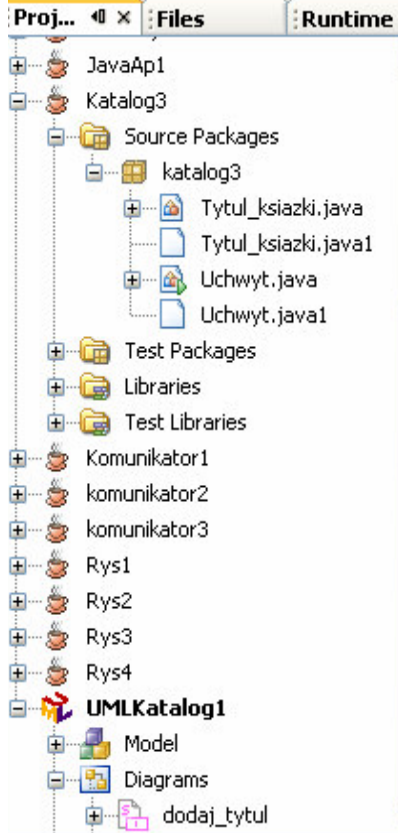 Proj... Files Runtime
JavaAp1
Katalog3
Source Packages
katalog3
Tytul_ksiazki.java
Tytul_ksiazki.java1
Uchwyt.java
Uchwyt.java1
Test Packages
Libraries
Test Libraries
Komunikator1
komunikator2
komunikator3
Rys1
Rys2
Rys3
Rys4
UMLKatalog1
Model
Diagrams
dodaj_tytul